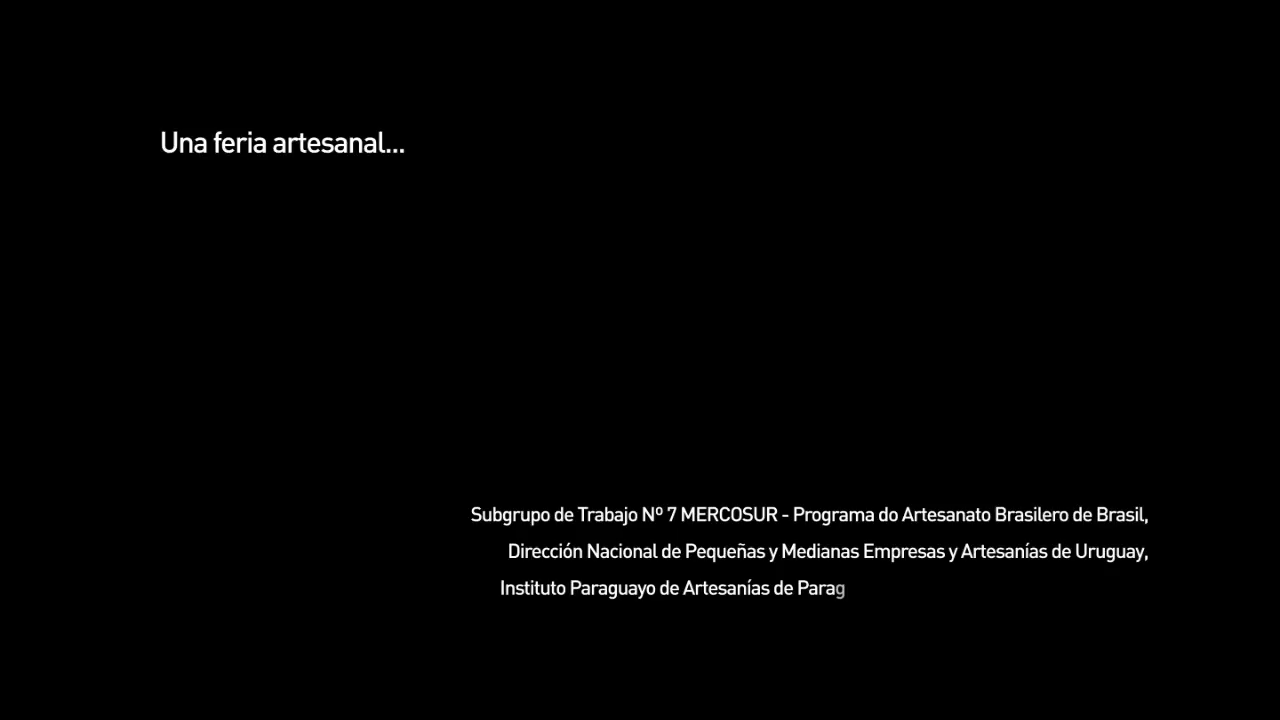 Una feria artesanal...
Subgrupo de Trabajo Nº 7 MERCOSUR - Programa do Artesanato Brasilero de Brasil,
Dirección Nacional de Pequeñas y Medianas Empresas y Artesanías de Uruguay,
Instituto Paraguayo de Artesanías de Parag